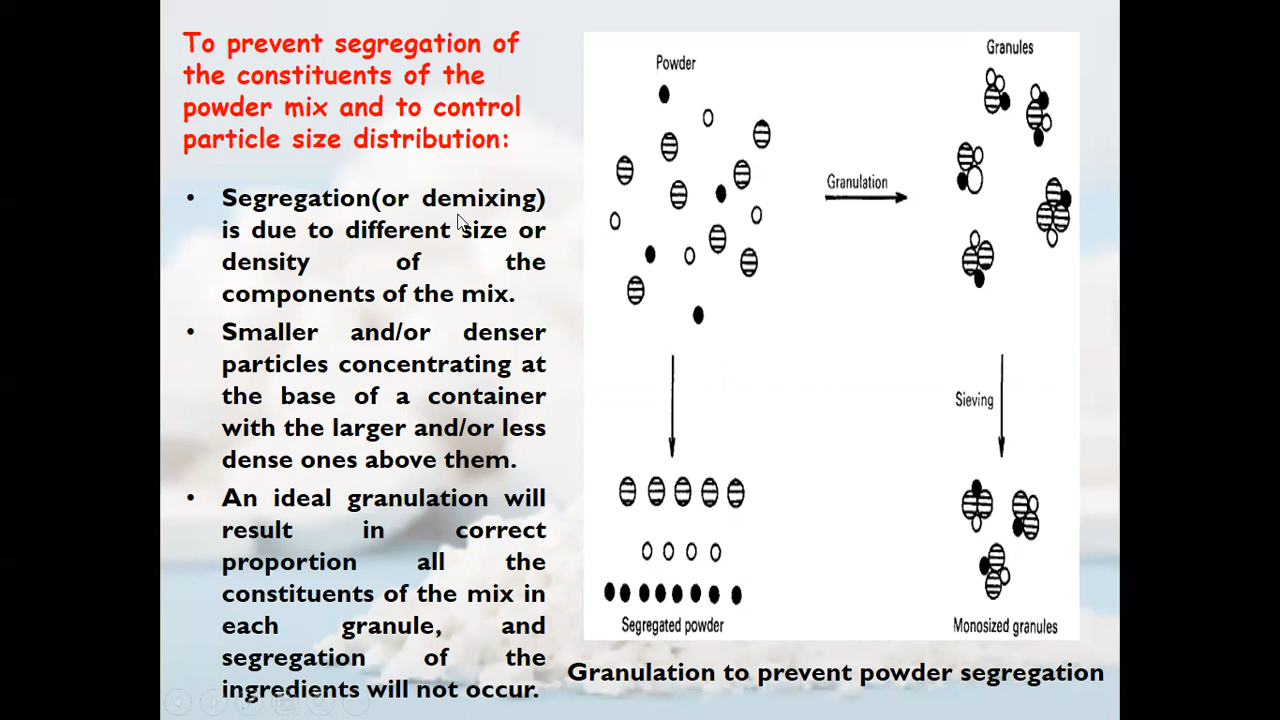 To prevent segregation of
the constituents of the
powder mix and to control
particle size distribution:
• Segregation(or demixing)
is due to different size or
density of the
components of the mix.
• Smaller and/or denser
particles concentrating at
the base of a container
with the larger and/or less
dense ones above them.
• An ideal granulation will
result in correct
proportion all the
constituents of the mix in
each granule, and
segregation of the
ingredients will not occur.
Powder
Granules
Granulation
Sieving
Segregated powder
Monosized granules
Granulation to prevent powder segregation